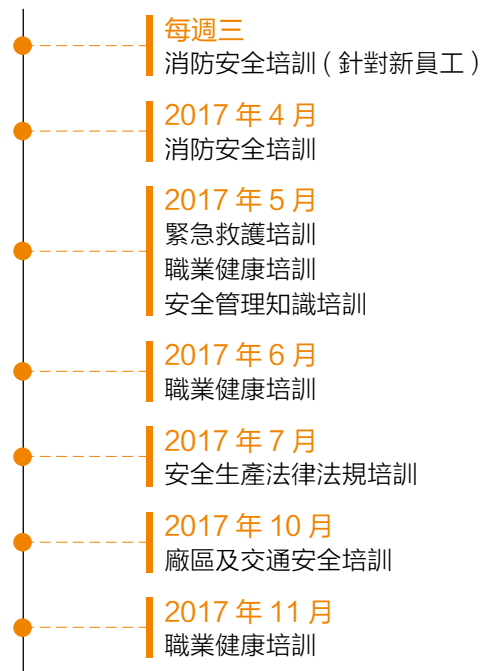 每週三
消防安全培訓 ( 針對新員工 )
2017 年 4 月
消防安全培訓
2017 年 5 月
緊急救護培訓
職業健康培訓
安全管理知識培訓
2017 年 6 月
職業健康培訓
2017 年 7 月
安全生產法律法規培訓
2017 年 10 月
廠區及交通安全培訓
2017 年 11 月
職業健康培訓